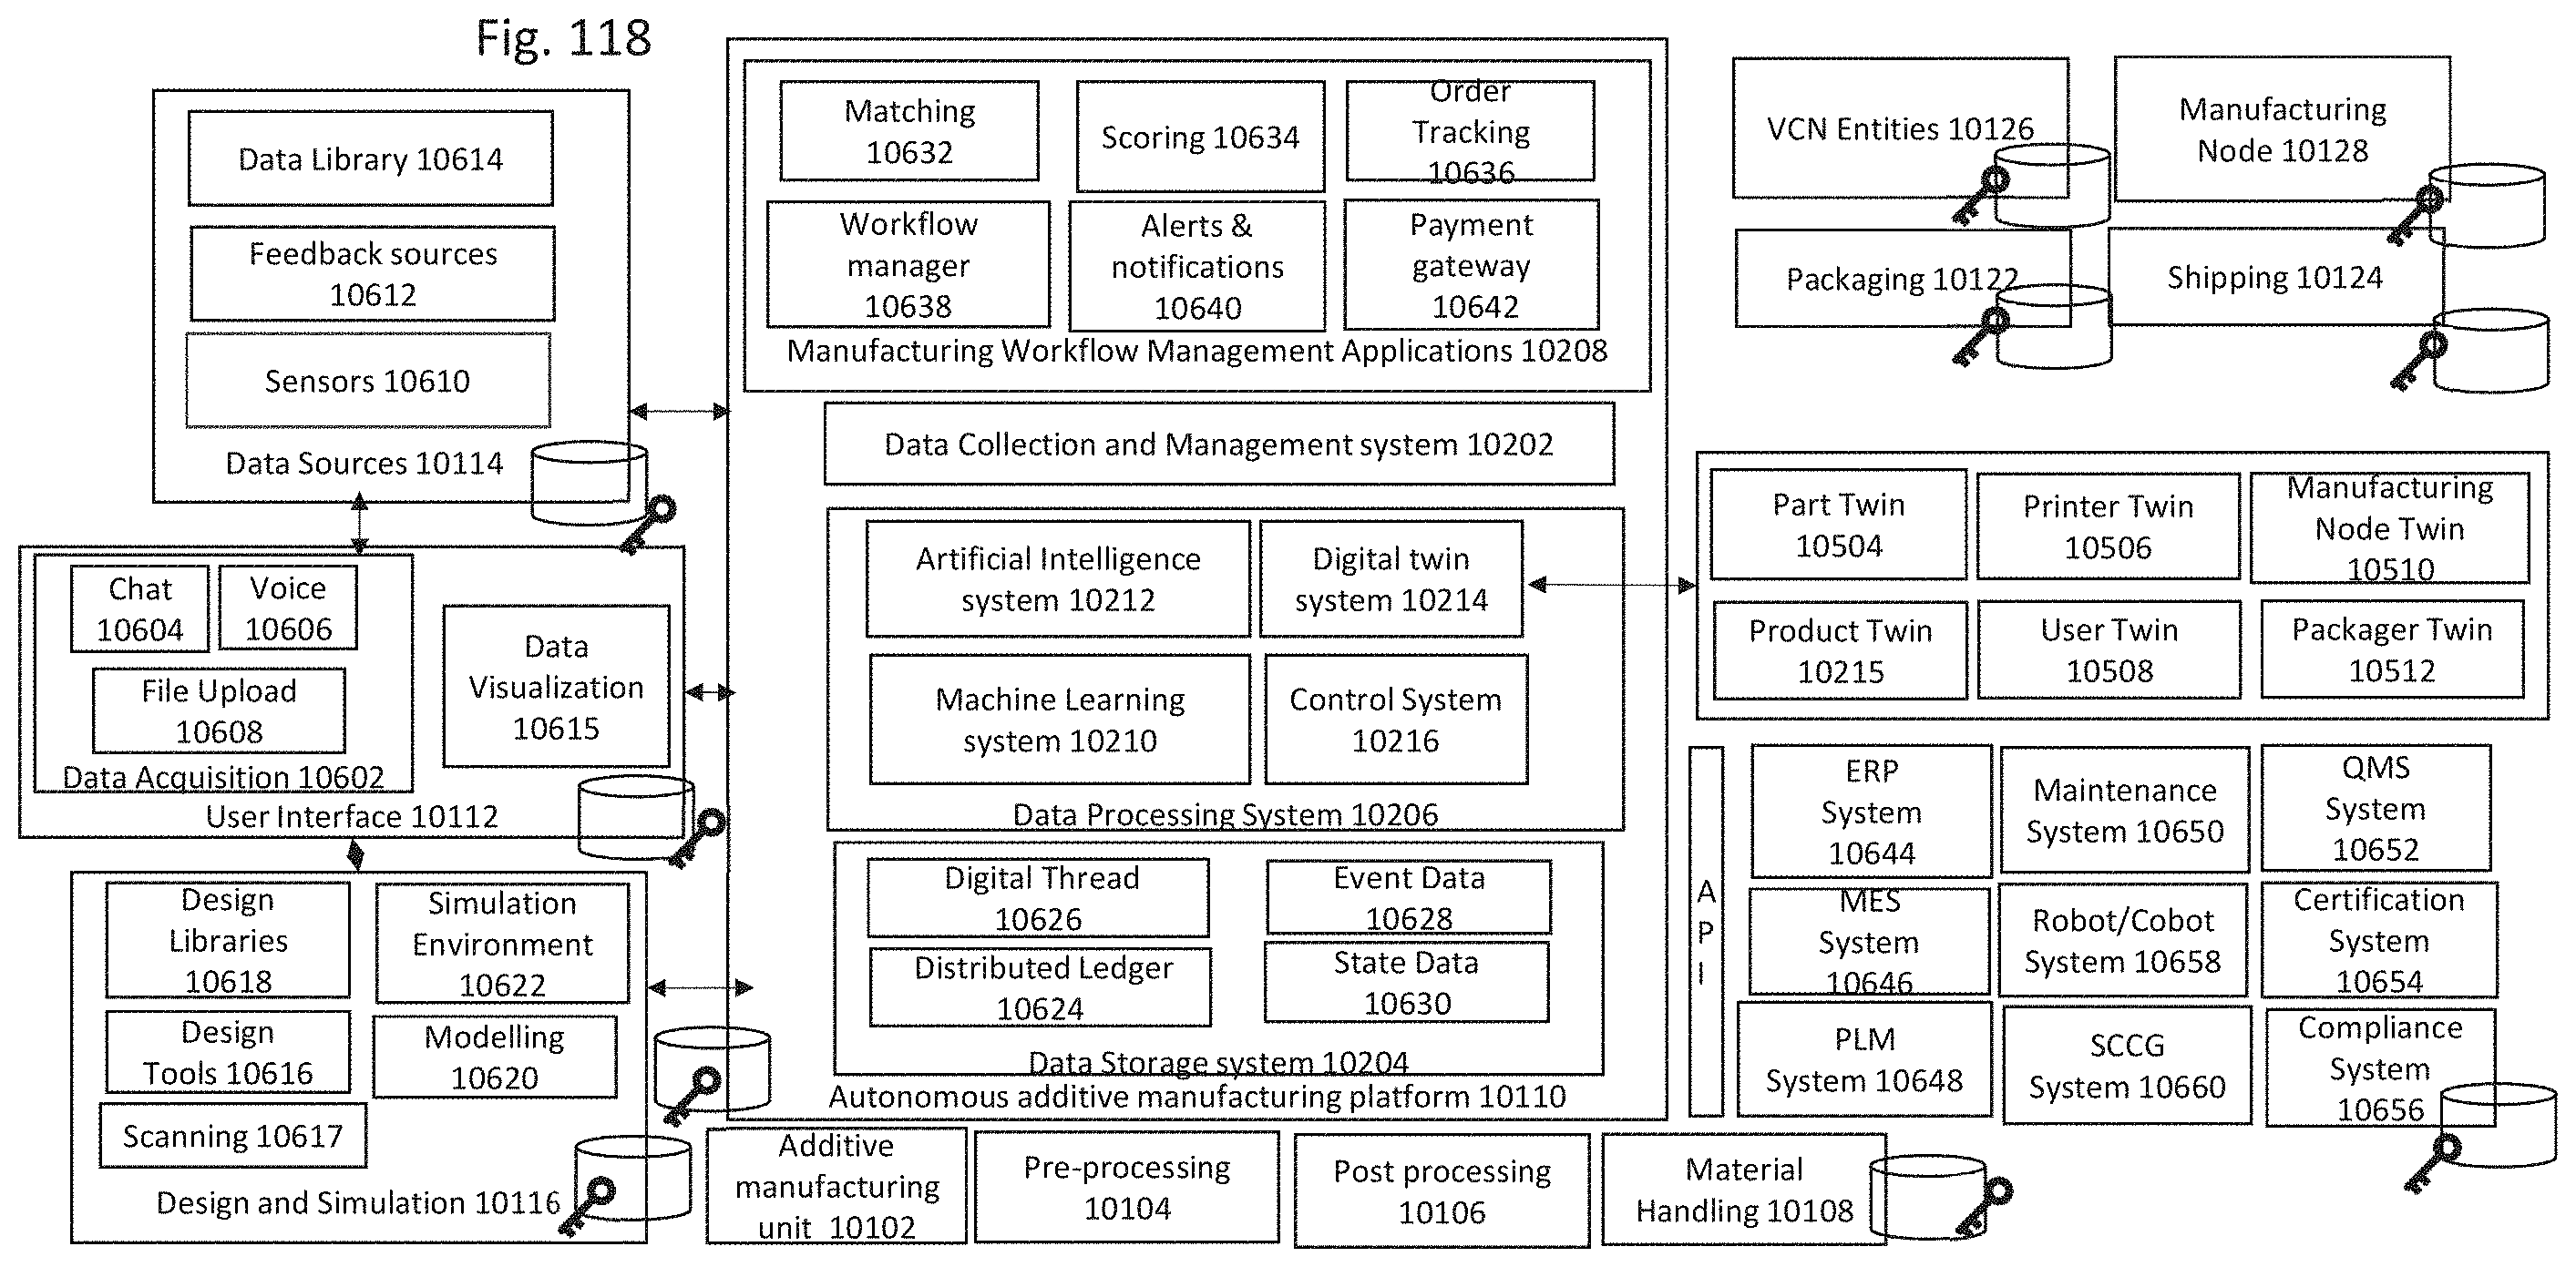 Fig. 118
Data Library 10614
Feedback sources
10612
Sensors 10610
Data Sources 10114
Chat
10604
Voice
10606
File Upload
10608
Data Acquisition 10602
Data
Visualization
10615
User Interface 10112
Design
Libraries
10618
Simulation
Environment
10622
Design
Tools 10616
Modelling
10620
Scanning 10617
Design and Simulation 10116
Matching
10632
Scoring 10634
Order
Tracking
10636
Workflow
manager
10638
Alerts &
notifications
10640
Payment
gateway
10642
Manufacturing Workflow Management Applications 10208
Data Collection and Management system 10202
Artificial Intelligence
system 10212
Digital twin
system 10214
Machine Learning
system 10210
Control System
10216
Data Processing System 10206
Digital Thread
10626
Event Data
10628
Distributed Ledger
10624
State Data
10630
Data Storage system 10204
Autonomous additive manufacturing platform 10110
Additive
manufacturing
unit 10102
Pre-processing
10104
Post processing
10106
Material
Handling 10108
VCN Entities 10126
Manufacturing
Node 10128
Packaging 10122
Shipping 10124
Part Twin
10504
Printer Twin
10506
Manufacturing
Node Twin
10510
Product Twin
10215
User Twin
10508
Packager Twin
10512
A
P
I
ERP
System
10644
Maintenance
System 10650
QMS
System
10652
MES
System
10646
Robot/Cobot
System 10658
Certification
System
10654
PLM
System 10648
SCCG
System 10660
Compliance
System
10656